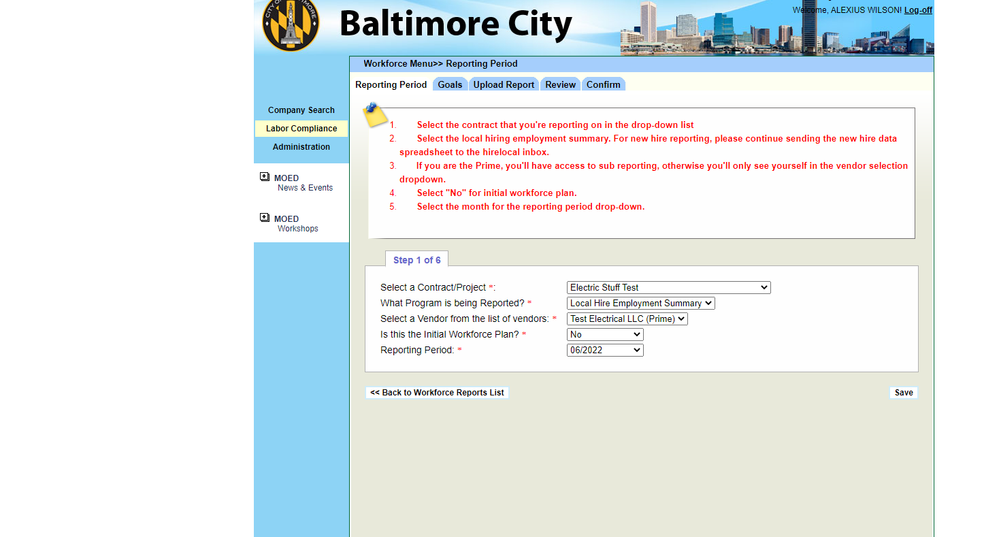 CITY OF BALTIMORE
Baltimore City
Welcome, ALEXIUS WILSON! Log-off
Workforce Menu>> Reporting Period
Reporting Period Goals Upload Report Review Confirm
Company Search
Labor Compliance
Administration
MOED
News & Events
MOED
Workshops
1. Select the contract that you're reporting on in the drop-down list
2. Select the local hiring employment summary. For new hire reporting, please continue sending the new hire data
spreadsheet to the hirelocal inbox.
3. If you are the Prime, you'll have access to sub reporting, otherwise you'll only see yourself in the vendor selection
dropdown.
4. Select "No" for initial workforce plan.
5. Select the month for the reporting period drop-down.
Step 1 of 6
Select a Contract/Project *: Electric Stuff Test
What Program is being Reported? * Local Hire Employment Summary
Select a Vendor from the list of vendors: * Test Electrical LLC (Prime)
Is this the Initial Workforce Plan? * No
Reporting Period: * 06/2022
<< Back to Workforce Reports List Save